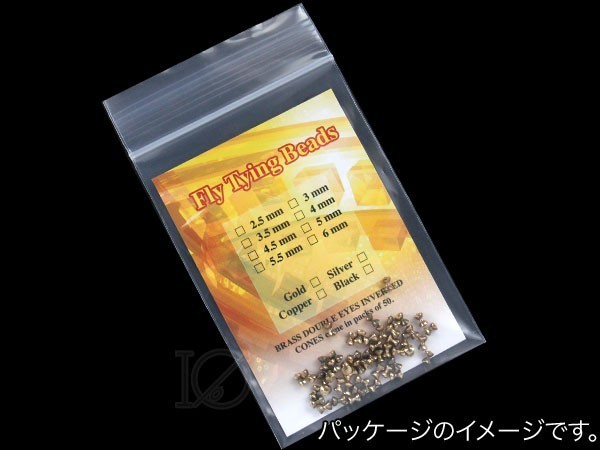 Fly Tying Beads
□ 2.5 mm □ 3 mm
□ 3.5 mm □ 4 mm
□ 4.5 mm □ 5 mm
□ 5.5 mm □ 6 mm
Gold □ Silver □
Copper □ Black □
BRASS DOUBLE EYES INVERSED
CONES come in packs of 50.
パッケージのイメージです。